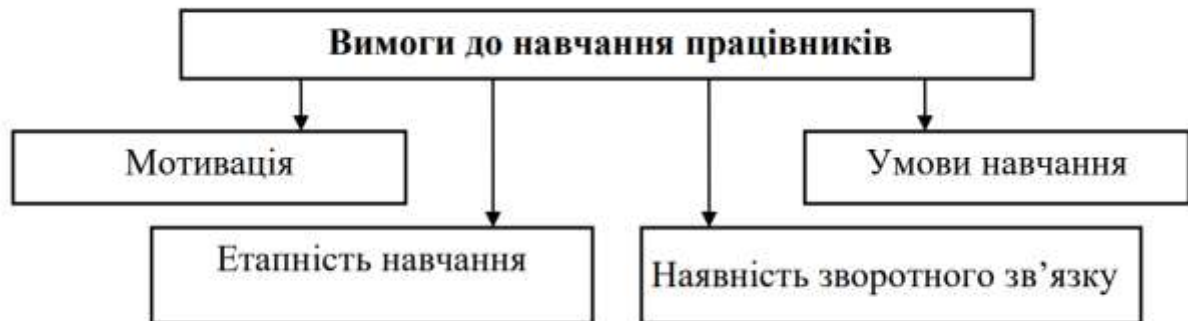 Вимоги до навчання працівників
Мотивація
Умови навчання
Етапність навчання
Наявність зворотного зв’язку